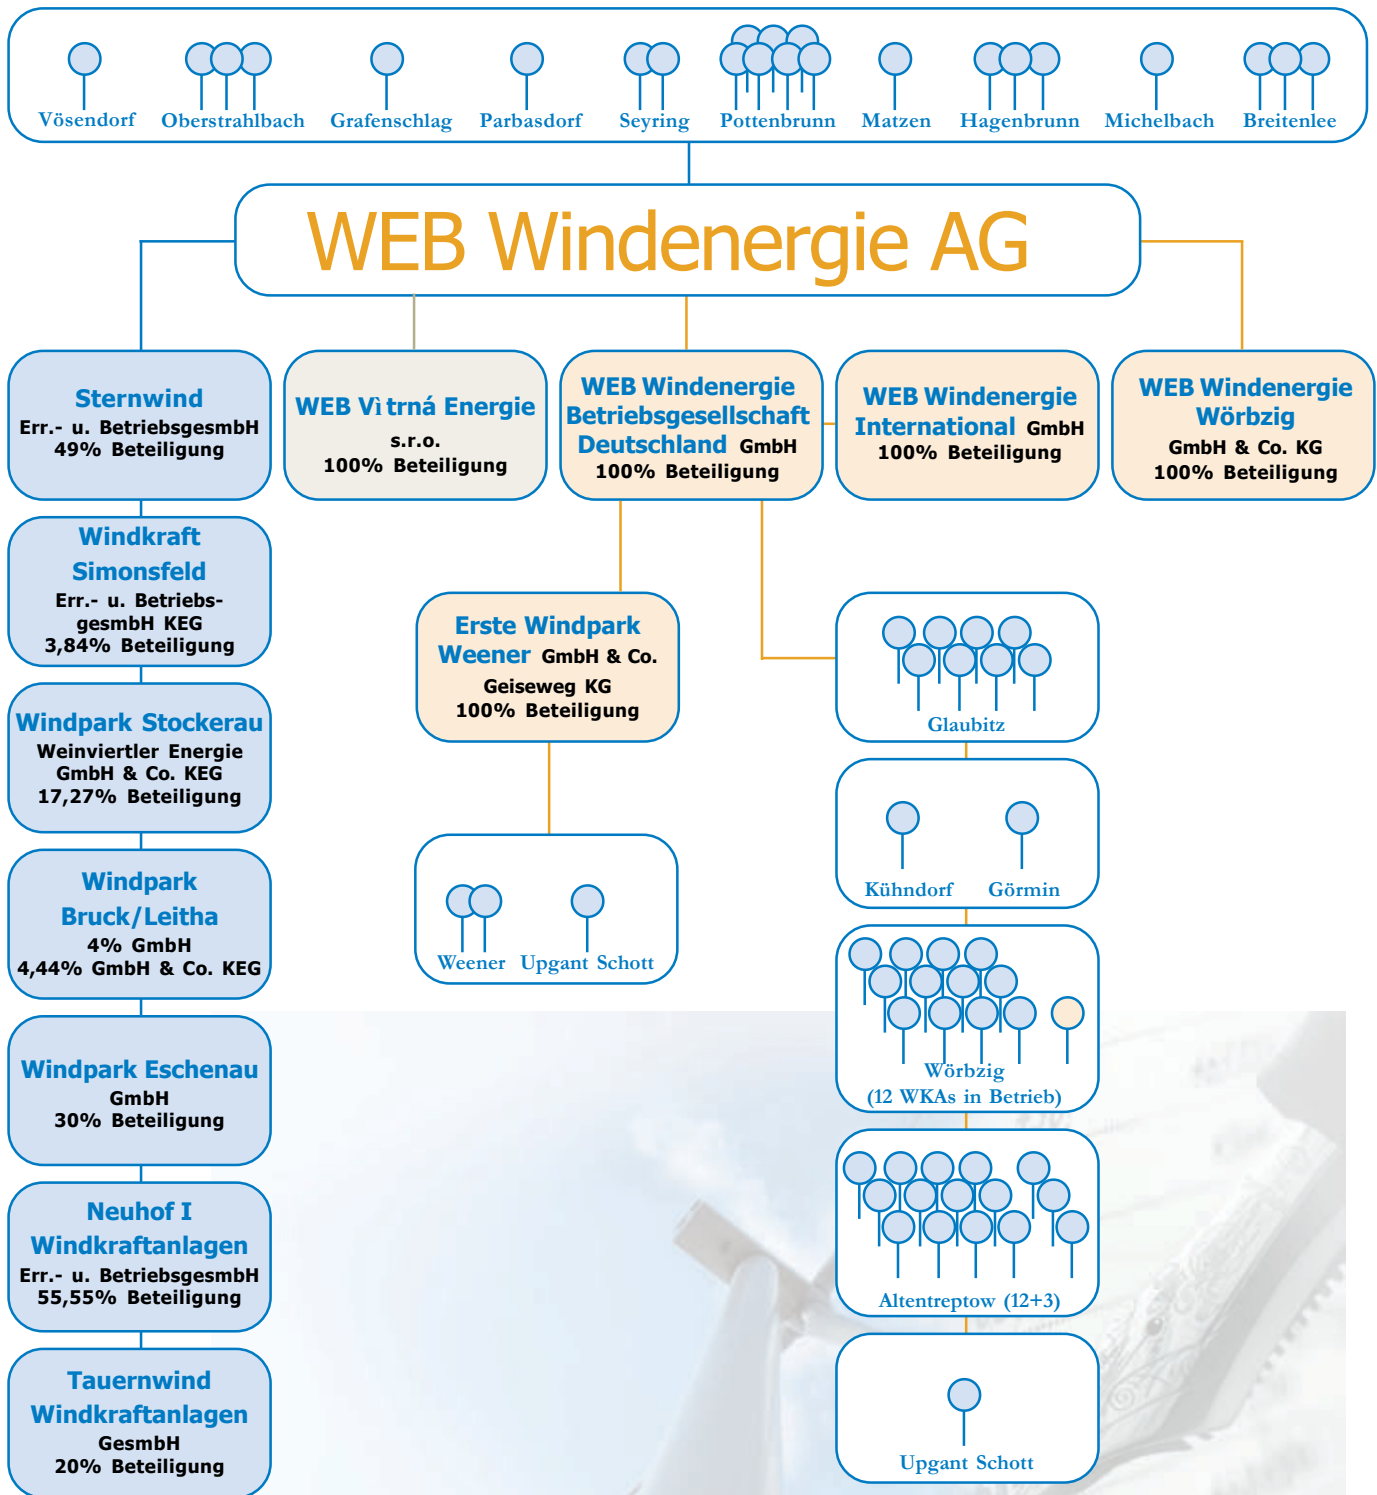 Vösendorf Oberstrahlbach Grafenschlag Parbasdorf Seyring Pottenbrunn Matzen Hagenbrunn Michelbach Breitenlee
WEB Windenergie AG
Sternwind
Err.- u. BetriebsgesmbH
49% Beteiligung
WEB Vì trná Energie
s.r.o.
100% Beteiligung
WEB Windenergie
Betriebsgesellschaft
Deutschland GmbH
100% Beteiligung
WEB Windenergie
International GmbH
100% Beteiligung
WEB Windenergie
Wörbzig
GmbH & Co. KG
100% Beteiligung
Windkraft
Simonsfeld
Err.- u. Betriebs-
gesmbH KEG
3,84% Beteiligung
Windpark Stockerau
Weinviertler Energie
GmbH & Co. KEG
17,27% Beteiligung
Windpark
Bruck/Leitha
4% GmbH
4,44% GmbH & Co. KEG
Windpark Eschenau
GmbH
30% Beteiligung
Neuhof I
Windkraftanlagen
Err.- u. BetriebsgesmbH
55,55% Beteiligung
Tauernwind
Windkraftanlagen
GesmbH
20% Beteiligung
Erste Windpark
Weener GmbH & Co.
Geiseweg KG
100% Beteiligung
Weener Upgant Schott
Glaubitz
Kühndorf Görmin
Wörbzig
(12 WKAs in Betrieb)
Altentreptow (12+3)
Upgant Schott